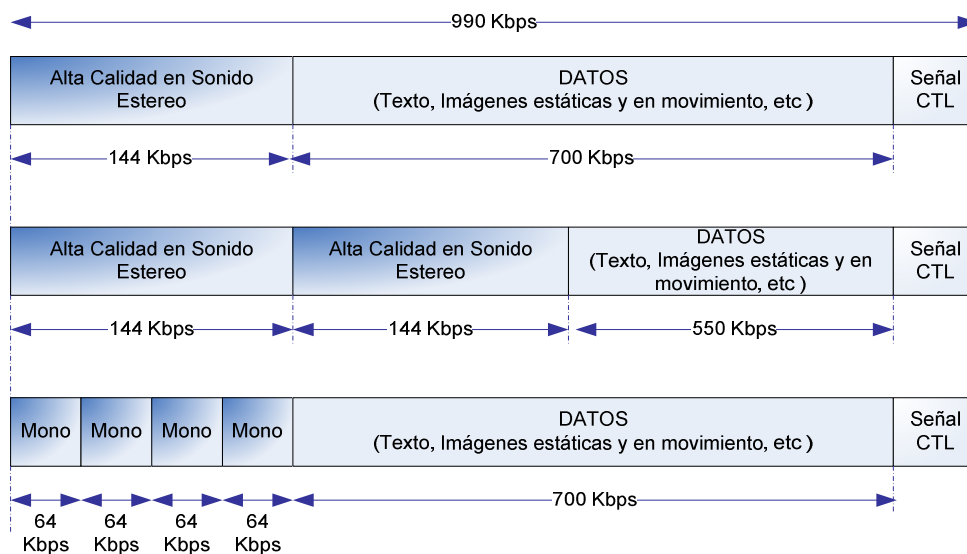 990 Kbps
Alta Calidad en Sonido
Estereo
DATOS
(Texto, Imágenes estáticas y en movimiento, etc )
Señal
CTL
144 Kbps
700 Kbps
Alta Calidad en Sonido
Estereo
Alta Calidad en Sonido
Estereo
DATOS
(Texto, Imágenes estáticas y en
movimiento, etc )
Señal
CTL
144 Kbps
144 Kbps
550 Kbps
Mono
Mono
Mono
Mono
DATOS
(Texto, Imágenes estáticas y en movimiento, etc)
Señal
CTL
64
Kbps
64
Kbps
64
Kbps
64
Kbps
700 Kbps